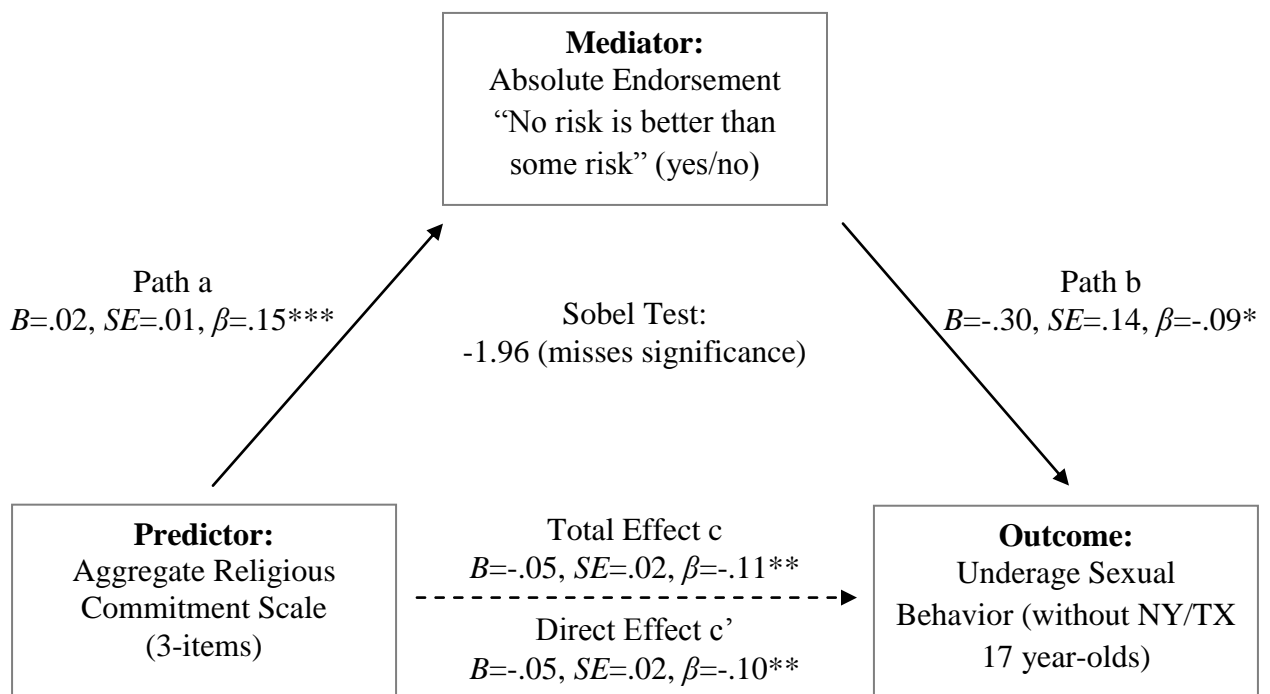 Mediator:
Absolute Endorsement
“No risk is better than
some risk” (yes/no)
Path a
B=.02, SE=.01, β=.15***
Sobel Test:
-1.96 (misses significance)
Path b
B=-.30, SE=.14, β=-.09*
Predictor:
Aggregate Religious
Commitment Scale
(3-items)
Total Effect c
B=-.05, SE=.02, β=-.11**
Direct Effect c’
B=-.05, SE=.02, β=-.10**
Outcome:
Underage Sexual
Behavior (without NY/TX
17 year-olds)